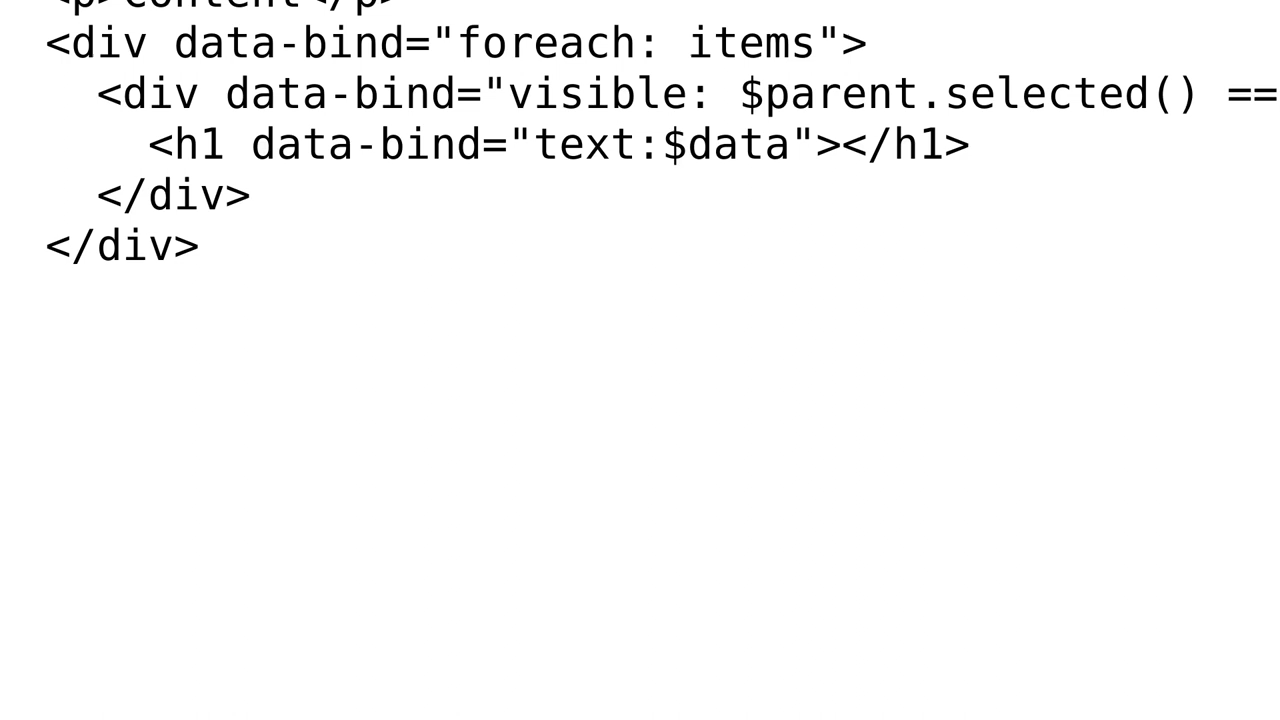 <p>content</p>
<div data-bind="foreach: items">
<div data-bind="visible: $parent.selected() ==
<h1 data-bind="text:$data"></h1>
</div>
</div>